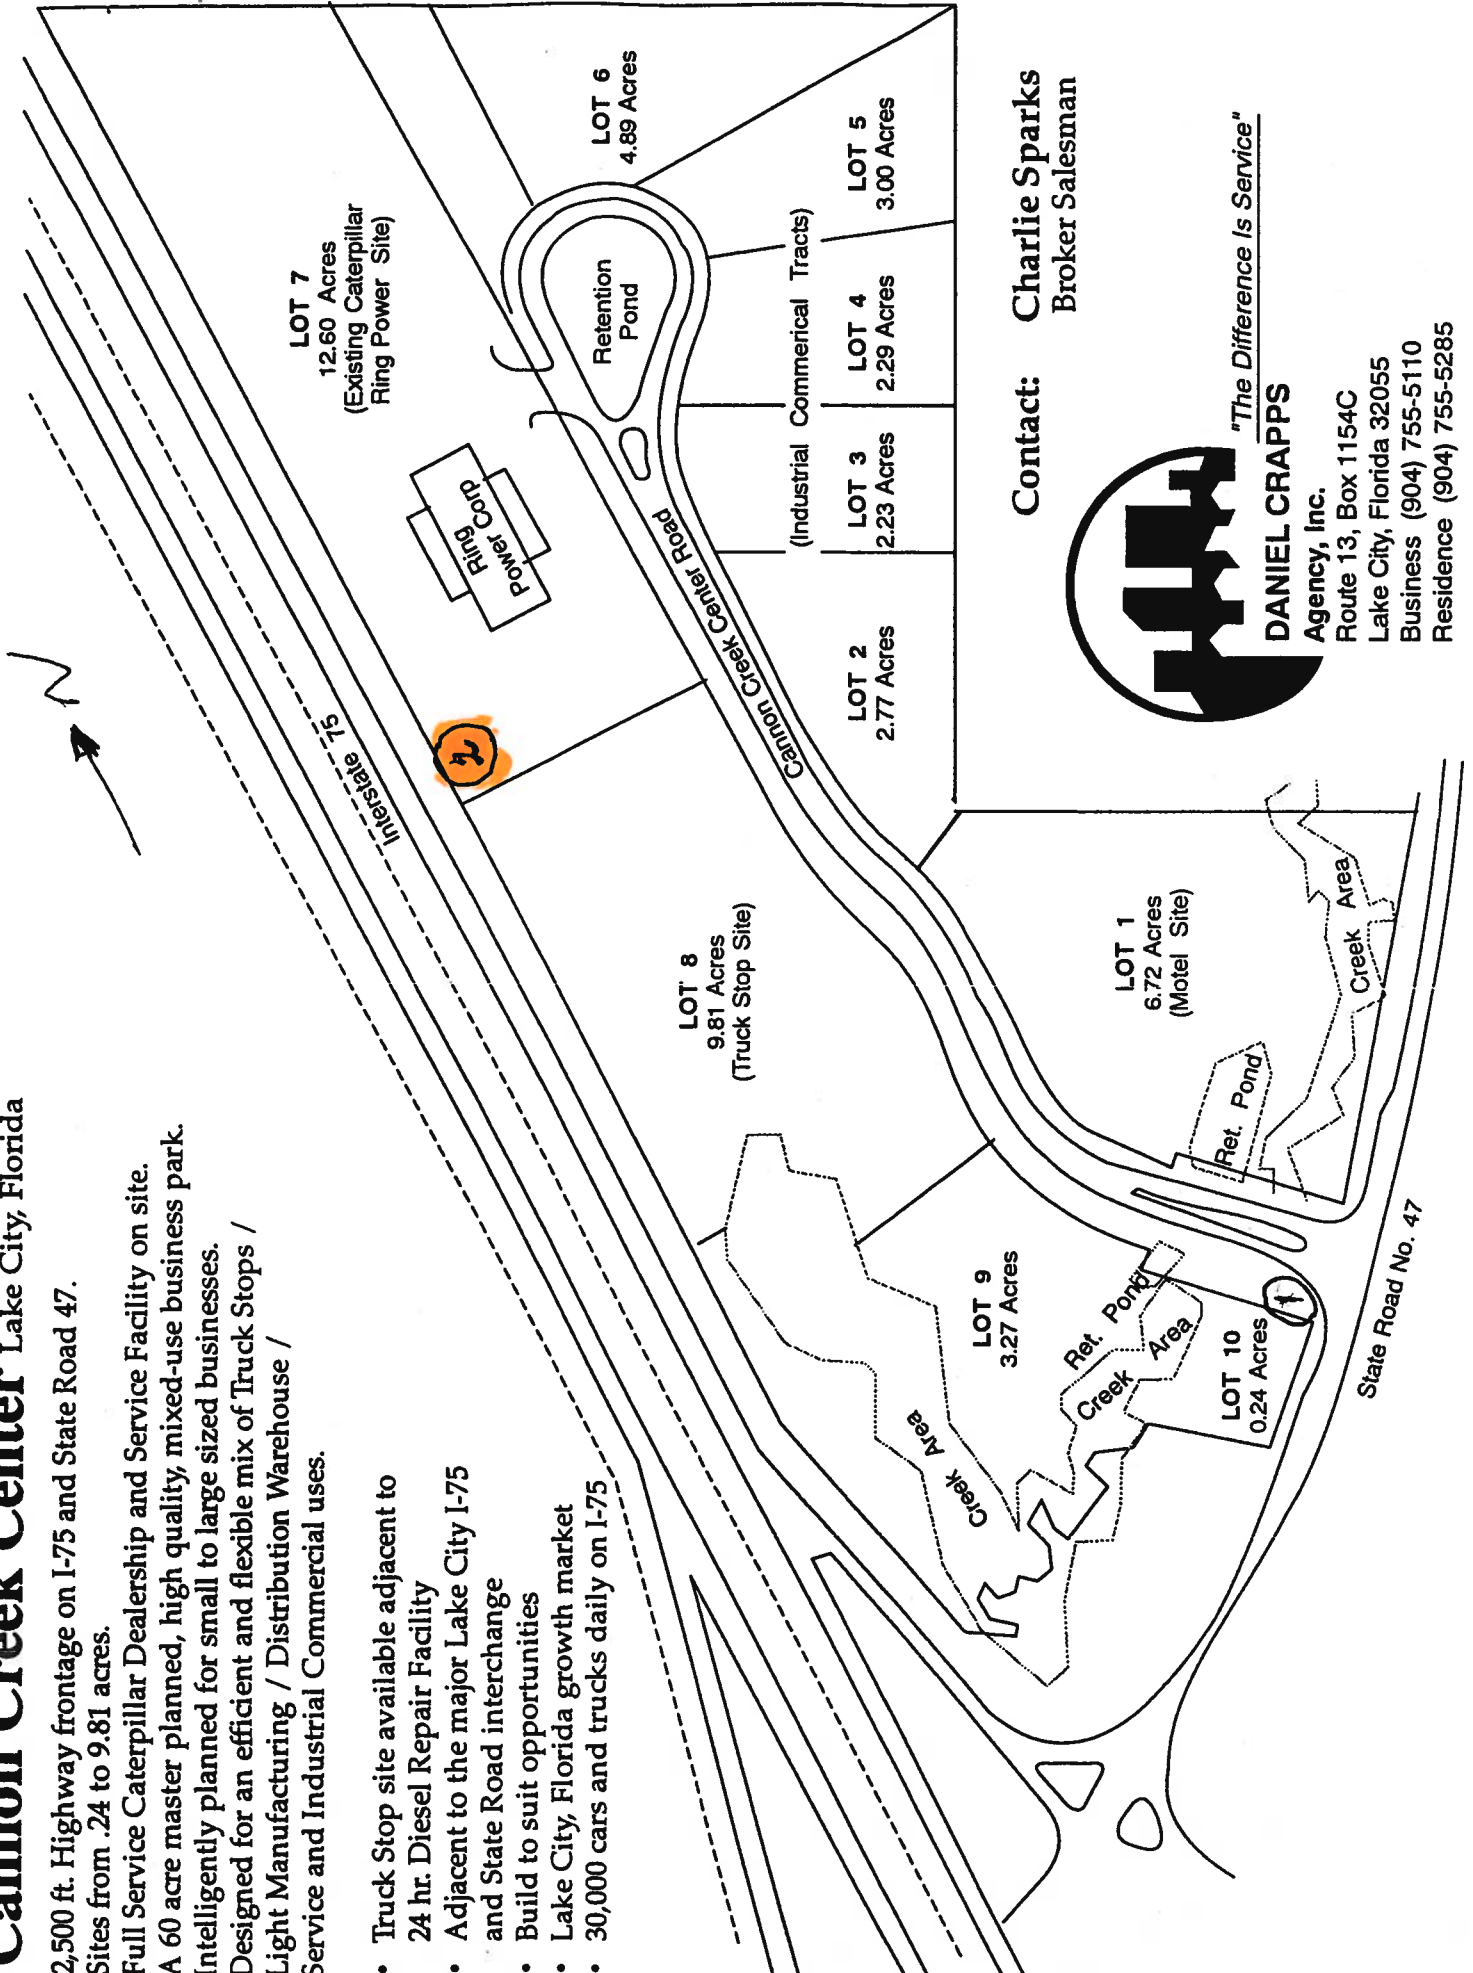 Cannon Creek Center Lake City, Florida
2,500 ft. Highway frontage on I-75 and State Road 47.
Sites from .24 to 9.81 acres.
Full Service Caterpillar Dealership and Service Facility on site.
A 60 acre master planned, high quality, mixed-use business park.
Intelligently planned for small to large sized businesses.
Designed for an efficient and flexible mix of Truck Stops /
Light Manufacturing / Distribution Warehouse /
Service and Industrial Commercial uses.
• Truck Stop site available adjacent to
24 hr. Diesel Repair Facility
• Adjacent to the major Lake City I-75
and State Road interchange
• Build to suit opportunities
• Lake City, Florida growth market
• 30,000 cars and trucks daily on I-75
N
Interstate 75
2
LOT 7
12.60 Acres
(Existing Caterpillar
Ring Power Site)
Ring
Power Corp
LOT 6
4.89 Acres
Retention
Pond
Cannon Creek Center Road
(Industrial Commerical Tracts)
LOT 5
3.00 Acres
LOT 4
2.29 Acres
LOT 3
2.23 Acres
LOT 2
2.77 Acres
LOT 8
9.81 Acres
(Truck Stop Site)
LOT 1
6.72 Acres
(Motel Site)
Creek Area
Ret. Pond
LOT 9
3.27 Acres
Ret. Pond
Creek Area
Creek Area
LOT 10
0.24 Acres
1
State Road No. 47
Contact: Charlie Sparks
Broker Salesman
"The Difference Is Service"
DANIEL CRAPPS
Agency, Inc.
Route 13, Box 1154C
Lake City, Florida 32055
Business (904) 755-5110
Residence (904) 755-5285